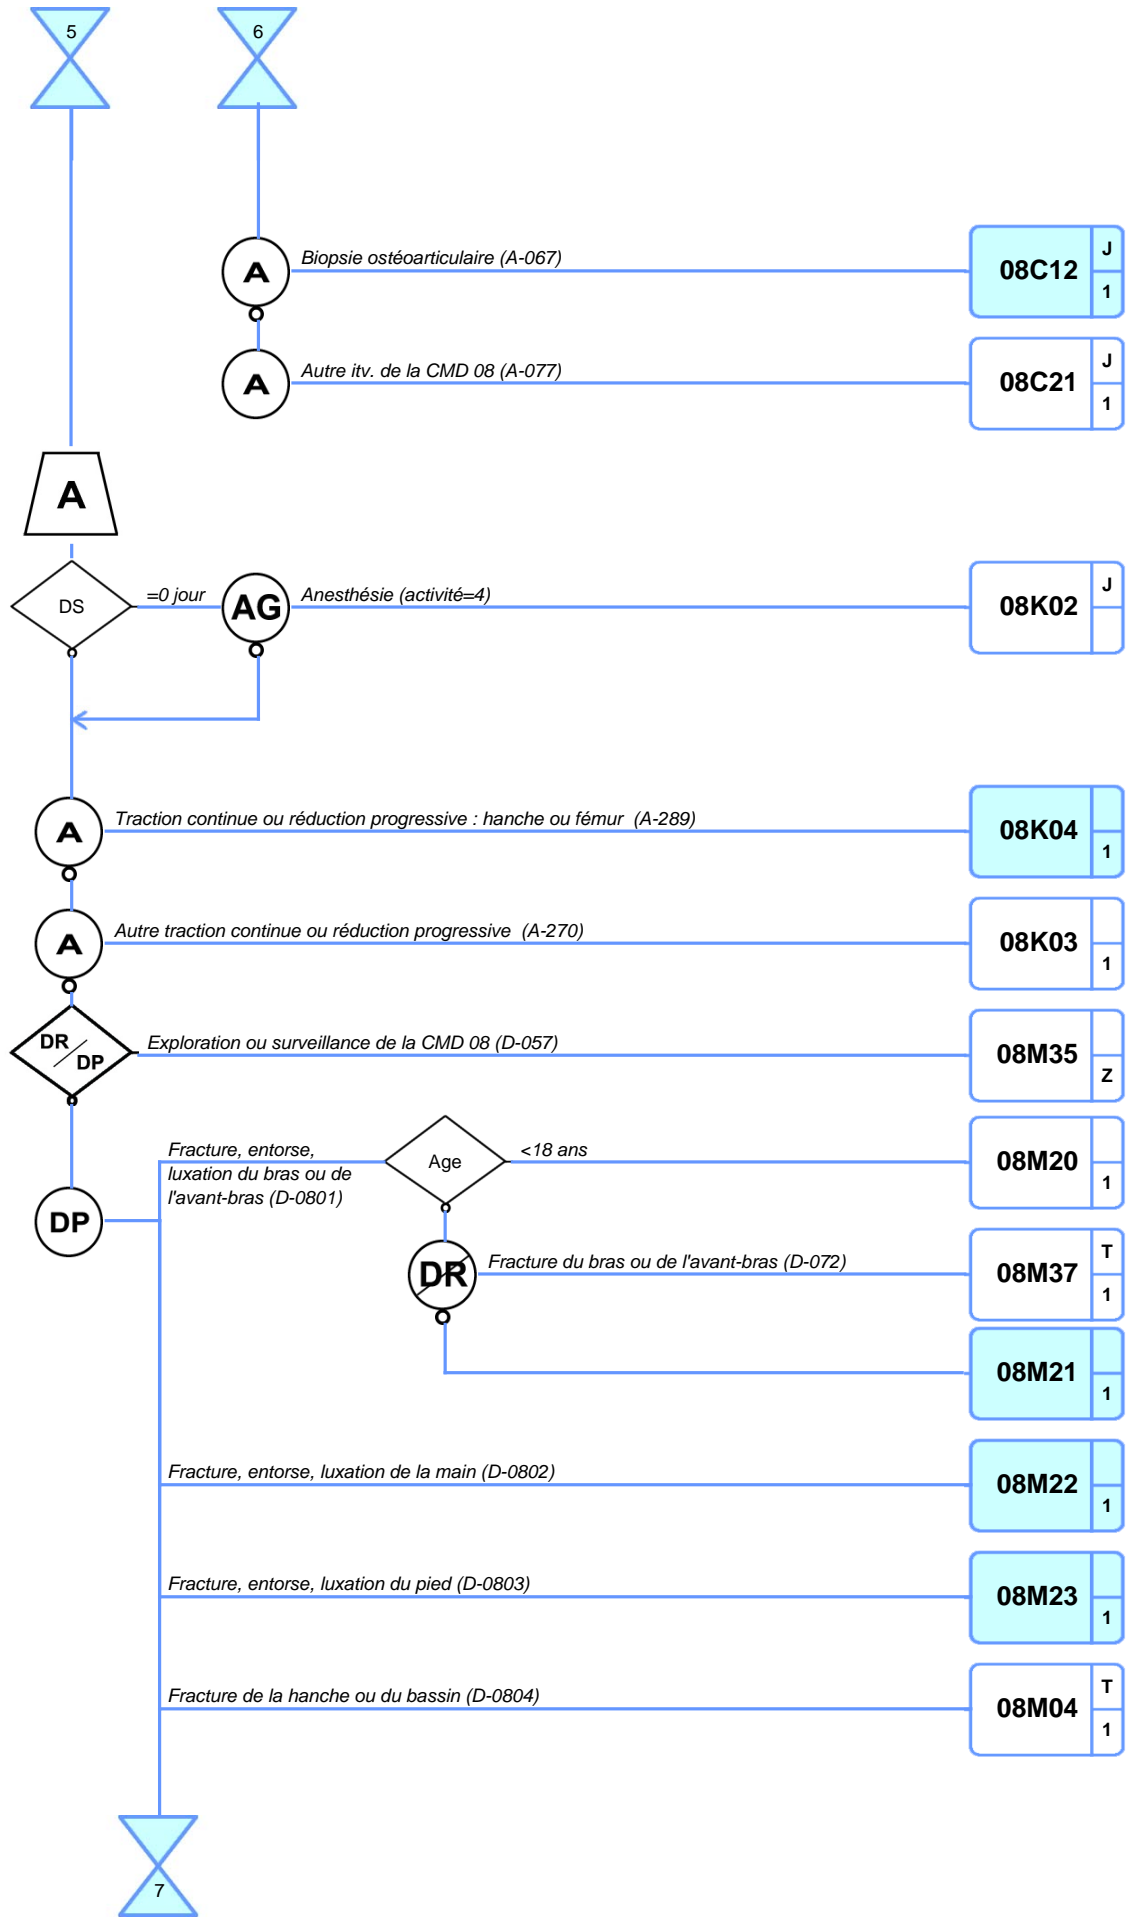 5
6
A
Biopsie ostéoarticulaire (A-067)
08C12
J
1
A
Autre itv. de la CMD 08 (A-077)
08C21
J
1
A
DS
=0 jour
AG
Anesthésie (activité=4)
08K02
J
A
Traction continue ou réduction progressive : hanche ou fémur (A-289)
08K04
1
A
Autre traction continue ou réduction progressive (A-270)
08K03
1
DR
DP
Exploration ou surveillance de la CMD 08 (D-057)
08M35
Z
DP
Fracture, entorse,
luxation du bras ou de
l'avant-bras (D-0801)
Age
<18 ans
08M20
1
DR
Fracture du bras ou de l'avant-bras (D-072)
08M37
T
1
08M21
1
Fracture, entorse, luxation de la main (D-0802)
08M22
1
Fracture, entorse, luxation du pied (D-0803)
08M23
1
Fracture de la hanche ou du bassin (D-0804)
08M04
T
1
7